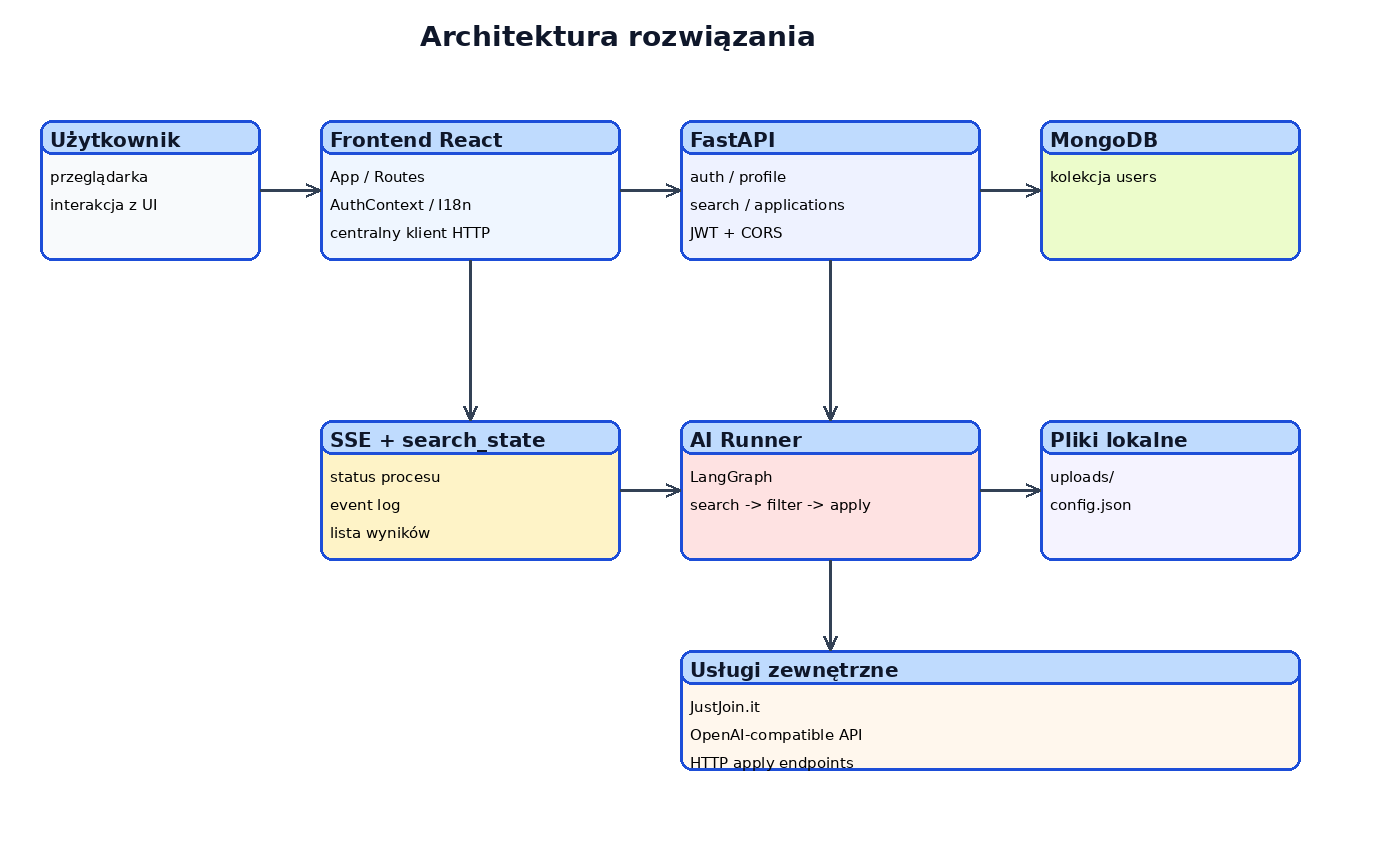 Architektura rozwiązania
Użytkownik
przeglądarka
interakcja z UI
Frontend React
App / Routes
AuthContext / I18n
centralny klient HTTP
FastAPI
auth / profile
search / applications
JWT + CORS
MongoDB
kolekcja users
SSE + search_state
status procesu
event log
lista wyników
AI Runner
LangGraph
search -> filter -> apply
Pliki lokalne
uploads/
config.json
Usługi zewnętrzne
JustJoin.it
OpenAI-compatible API
HTTP apply endpoints